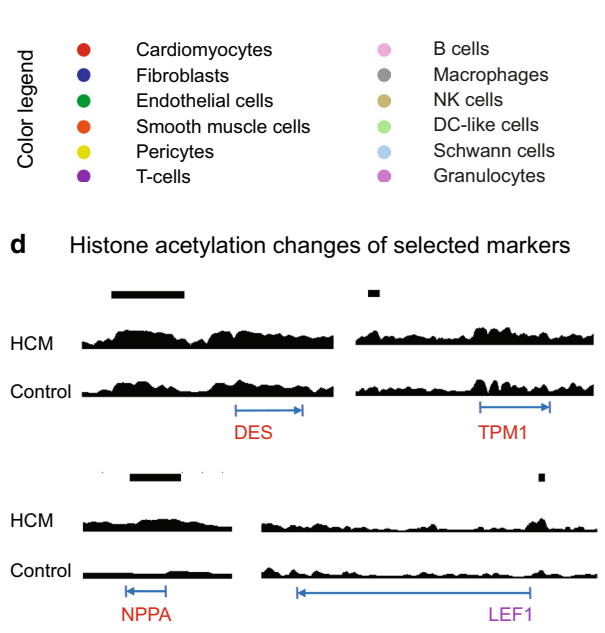 Color legend
Cardiomyocytes
Fibroblasts
Endothelial cells
Smooth muscle cells
Pericytes
T-cells
B cells
Macrophages
NK cells
DC-like cells
Schwann cells
Granulocytes
d Histone acetylation changes of selected markers
HCM
Control
DES
TPM1
HCM
Control
NPPA
LEF1